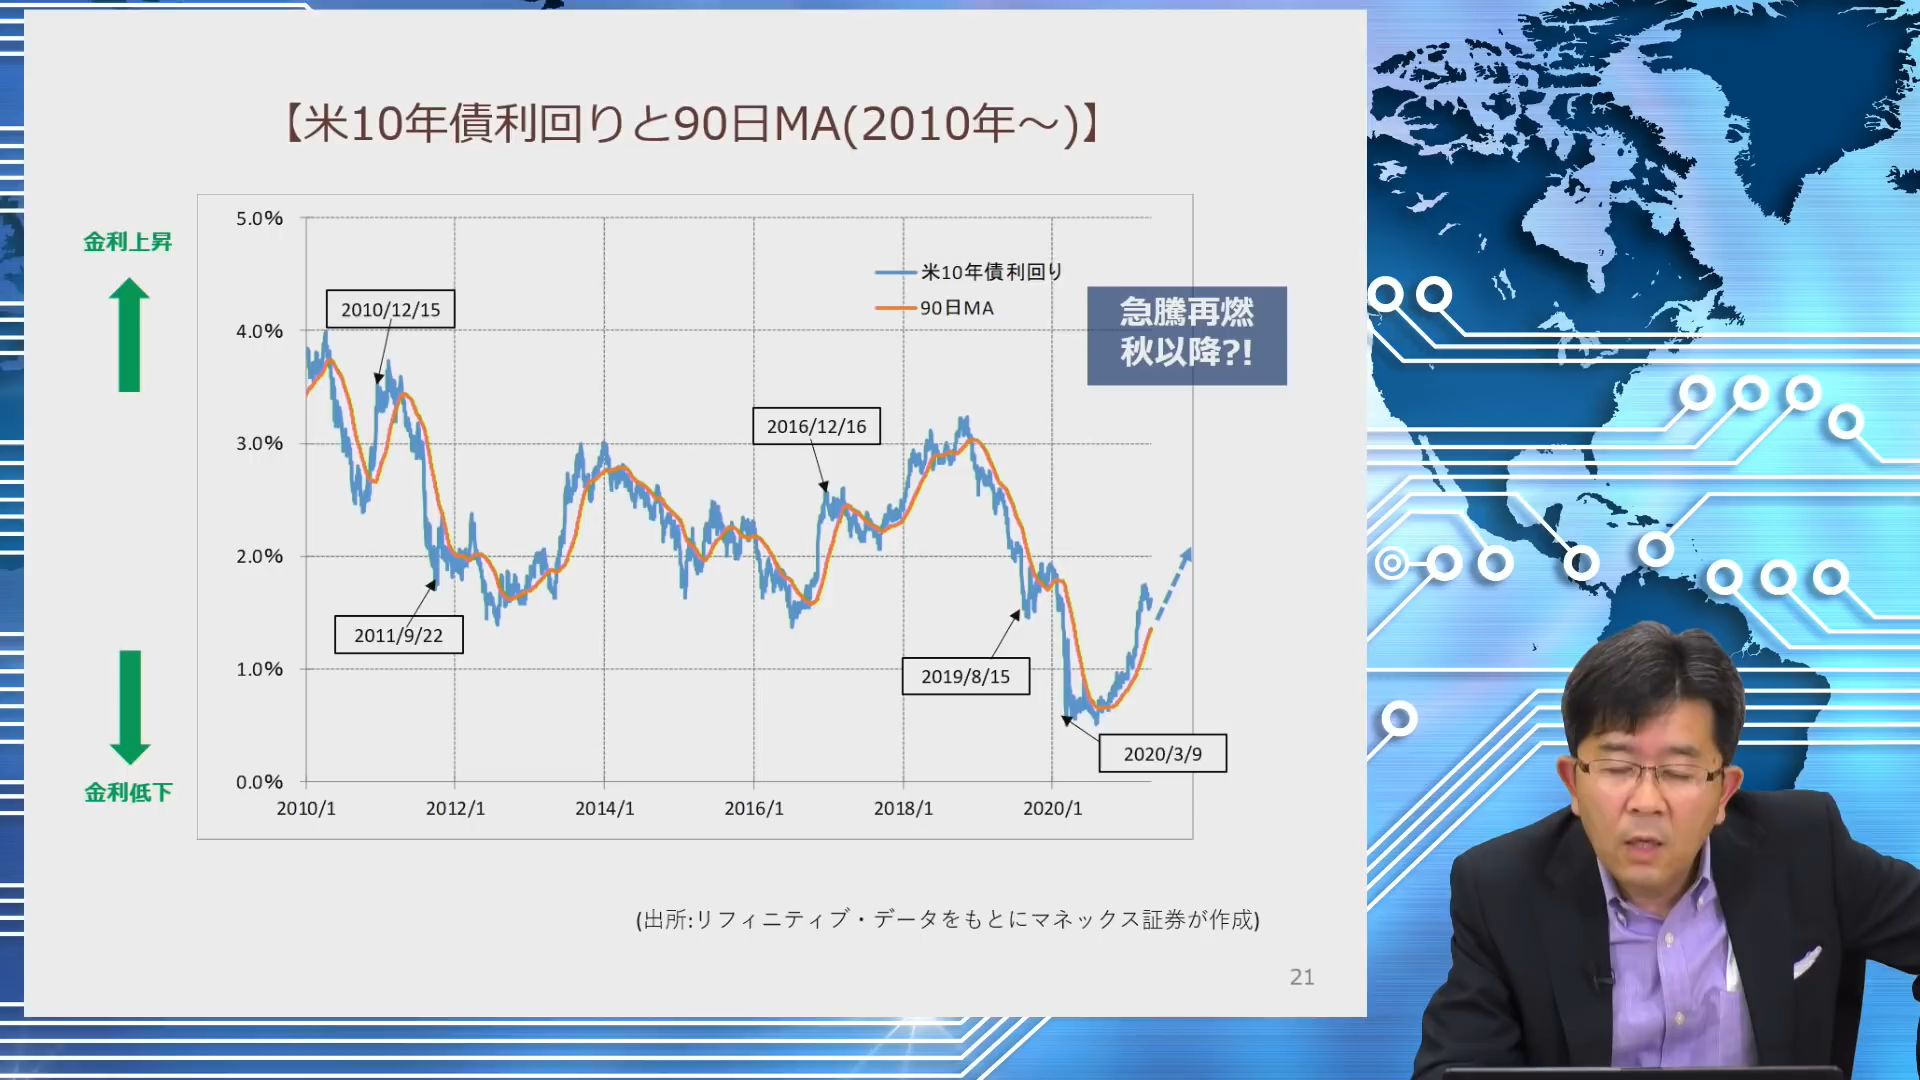 【米10年債利回りと90日MA(2010年～)】
金利上昇
金利低下
5.0%
4.0%
3.0%
2.0%
1.0%
0.0%
2010/1
2012/1
2014/1
2016/1
2018/1
2020/1
米10年債利回り
90日MA
2010/12/15
2011/9/22
2016/12/16
2019/8/15
2020/3/9
急騰再燃
秋以降?!
(出所:リフィニティブ・データをもとにマネックス証券が作成)
21